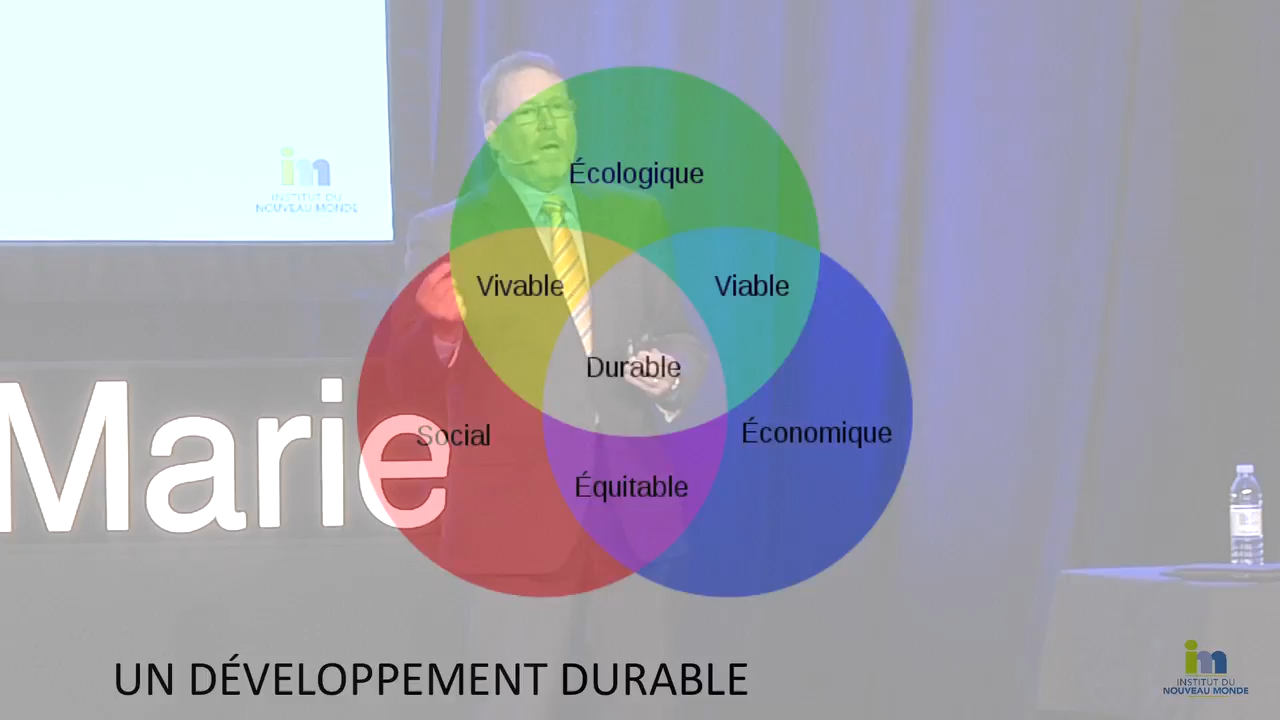 INSTITUT DU
NOUVEAU MONDE
Écologique
Vivable
Viable
Durable
Marie
Social
Économique
Équitable
UN DÉVELOPPEMENT DURABLE
im
INSTITUT DU
NOUVEAU MONDE